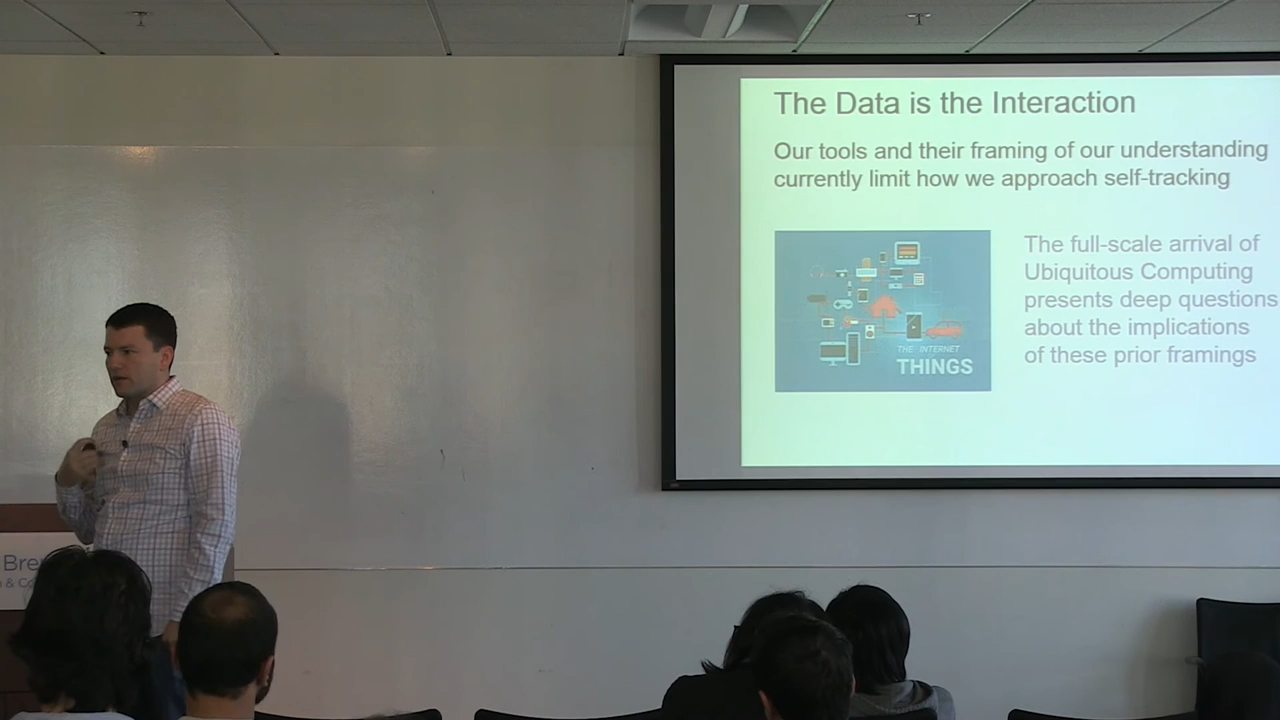 The Data is the Interaction
Our tools and their framing of our understanding
currently limit how we approach self-tracking
The full-scale arrival of
Ubiquitous Computing
presents deep questions
about the implications
of these prior framings
THE INTERNET
THINGS
Bre
& C